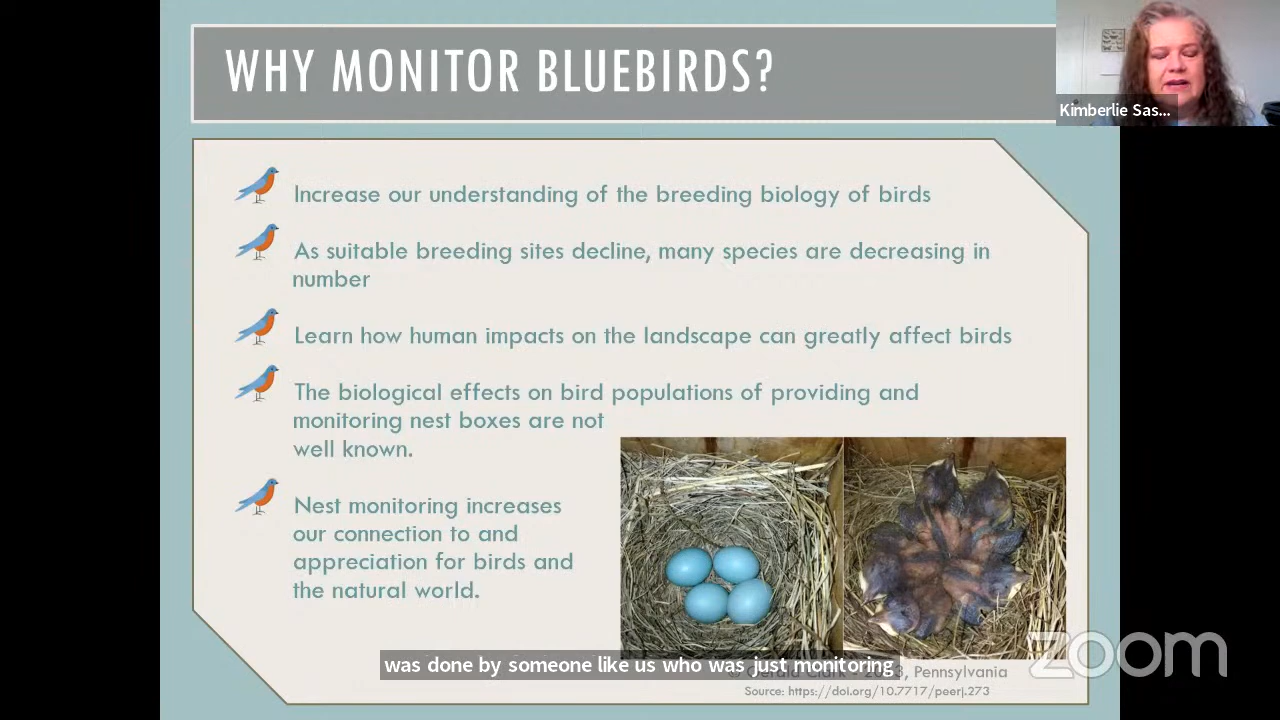 WHY MONITOR BLUEBIRDS?
Kimberlie Sas...
Increase our understanding of the breeding biology of birds
As suitable breeding sites decline, many species are decreasing in
number
Learn how human impacts on the landscape can greatly affect birds
The biological effects on bird populations of providing and
monitoring nest boxes are not
well known.
Nest monitoring increases
our connection to and
appreciation for birds and
the natural world.
was done by someone like us who was just monitoring
Pennsylvania
Source: https://doi.org/10.7717/peerj.273
zoom